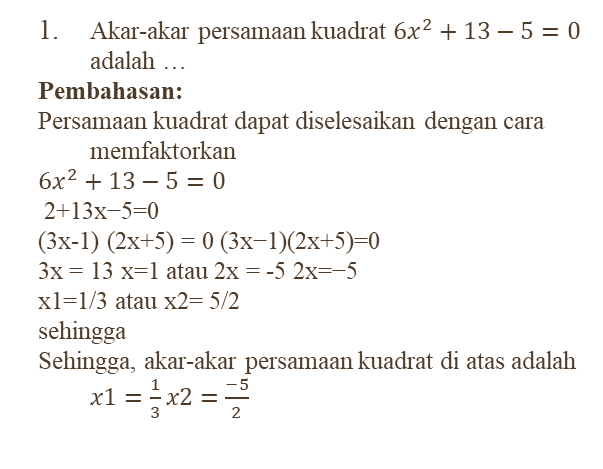 1. Akar-akar persamaan kuadrat 6x² + 13 − 5 = 0
adalah …
Pembahasan:
Persamaan kuadrat dapat diselesaikan dengan cara
memfaktorkan
6x² + 13 − 5 = 0
2+13x−5=0
(3x-1) (2x+5) = 0 (3x−1)(2x+5)=0
3x = 13 x=1 atau 2x = -5 2x=−5
x1=1/3 atau x2= 5/2
sehingga
Sehingga, akar-akar persamaan kuadrat di atas adalah
x1 = 1/3 x2 = −5/2